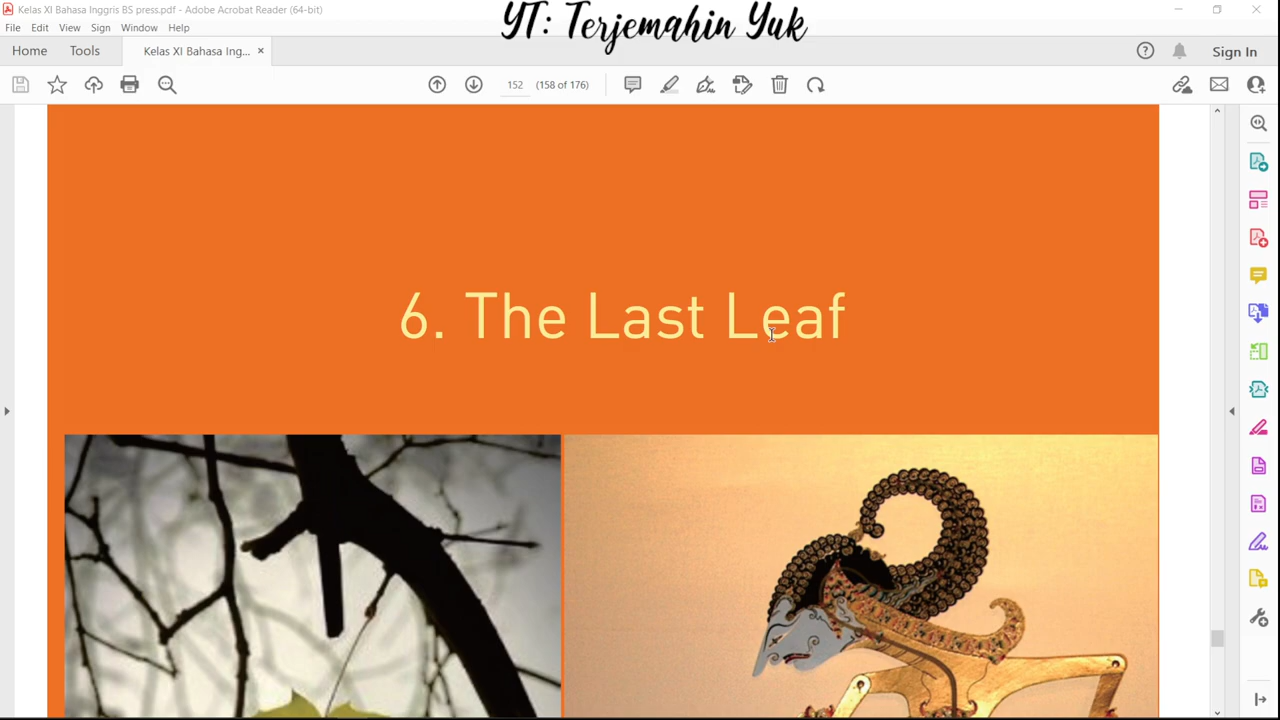 YT: Terjemahin Yuk
Kelas XI Bahasa Inggris BS press.pdf - Adobe Acrobat Reader (64-bit)
File Edit View Sign Window Help
Home Tools Kelas XI Bahasa Ing... × Sign In
152 (158 of 176)
6. The Last Leaf